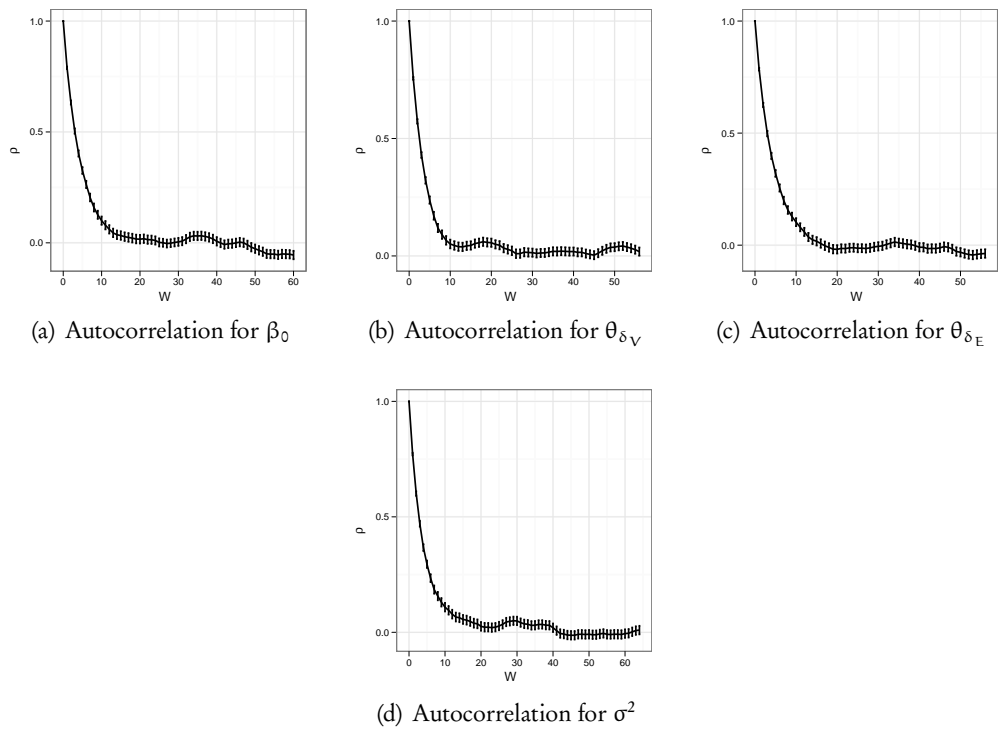 1.0
0.5
0.0
ρ
0 10 20 30 40 50 60
W
(a) Autocorrelation for β₀
1.0
0.5
0.0
ρ
0 10 20 30 40 50
W
(b) Autocorrelation for θ_δ_V
1.0
0.5
0.0
ρ
0 10 20 30 40 50
W
(c) Autocorrelation for θ_δ_E
1.0
0.5
0.0
ρ
0 10 20 30 40 50 60
W
(d) Autocorrelation for σ²